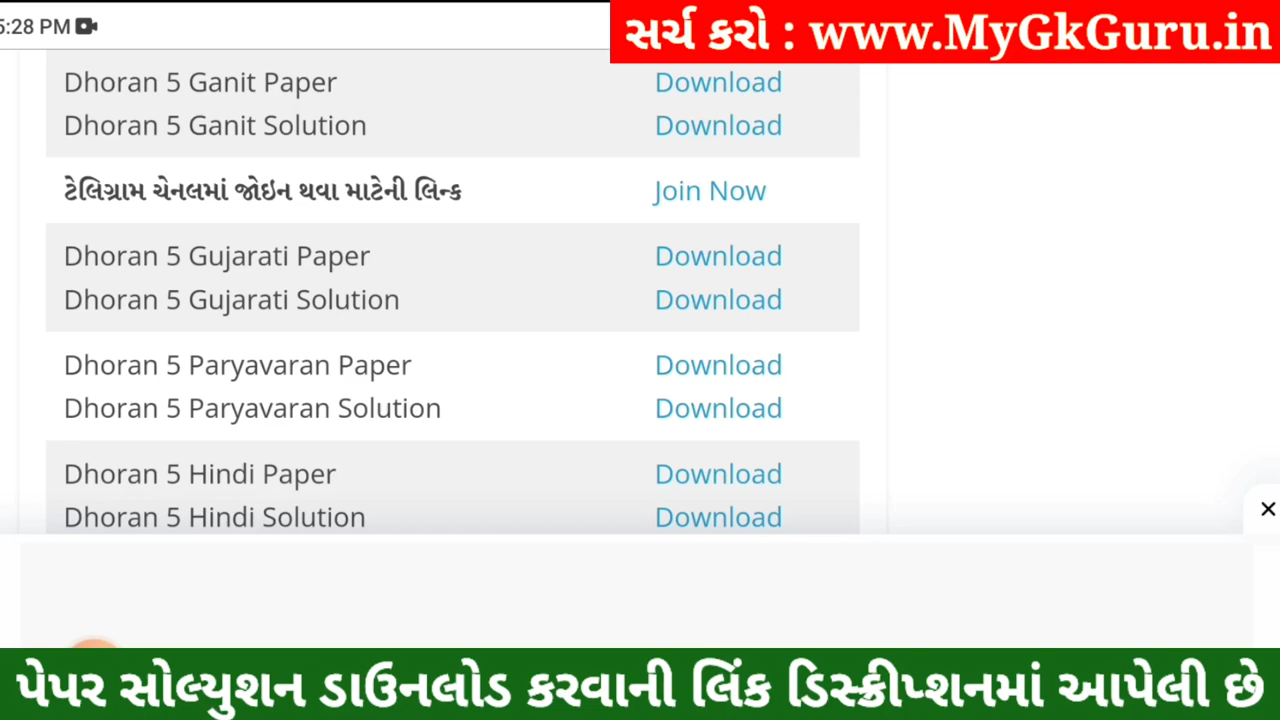 5:28 PM
સર્ચ કરો : www.MyGkGuru.in
Dhoran 5 Ganit Paper Download
Dhoran 5 Ganit Solution Download
ટેલિગ્રામ ચેનલમાં જોઇન થવા માટેની લિન્ક Join Now
Dhoran 5 Gujarati Paper Download
Dhoran 5 Gujarati Solution Download
Dhoran 5 Paryavaran Paper Download
Dhoran 5 Paryavaran Solution Download
Dhoran 5 Hindi Paper Download
Dhoran 5 Hindi Solution Download
પેપર સોલ્યુશન ડાઉનલોડ કરવાની લિંક ડિસ્ક્રીપ્શનમાં આપેલી છે